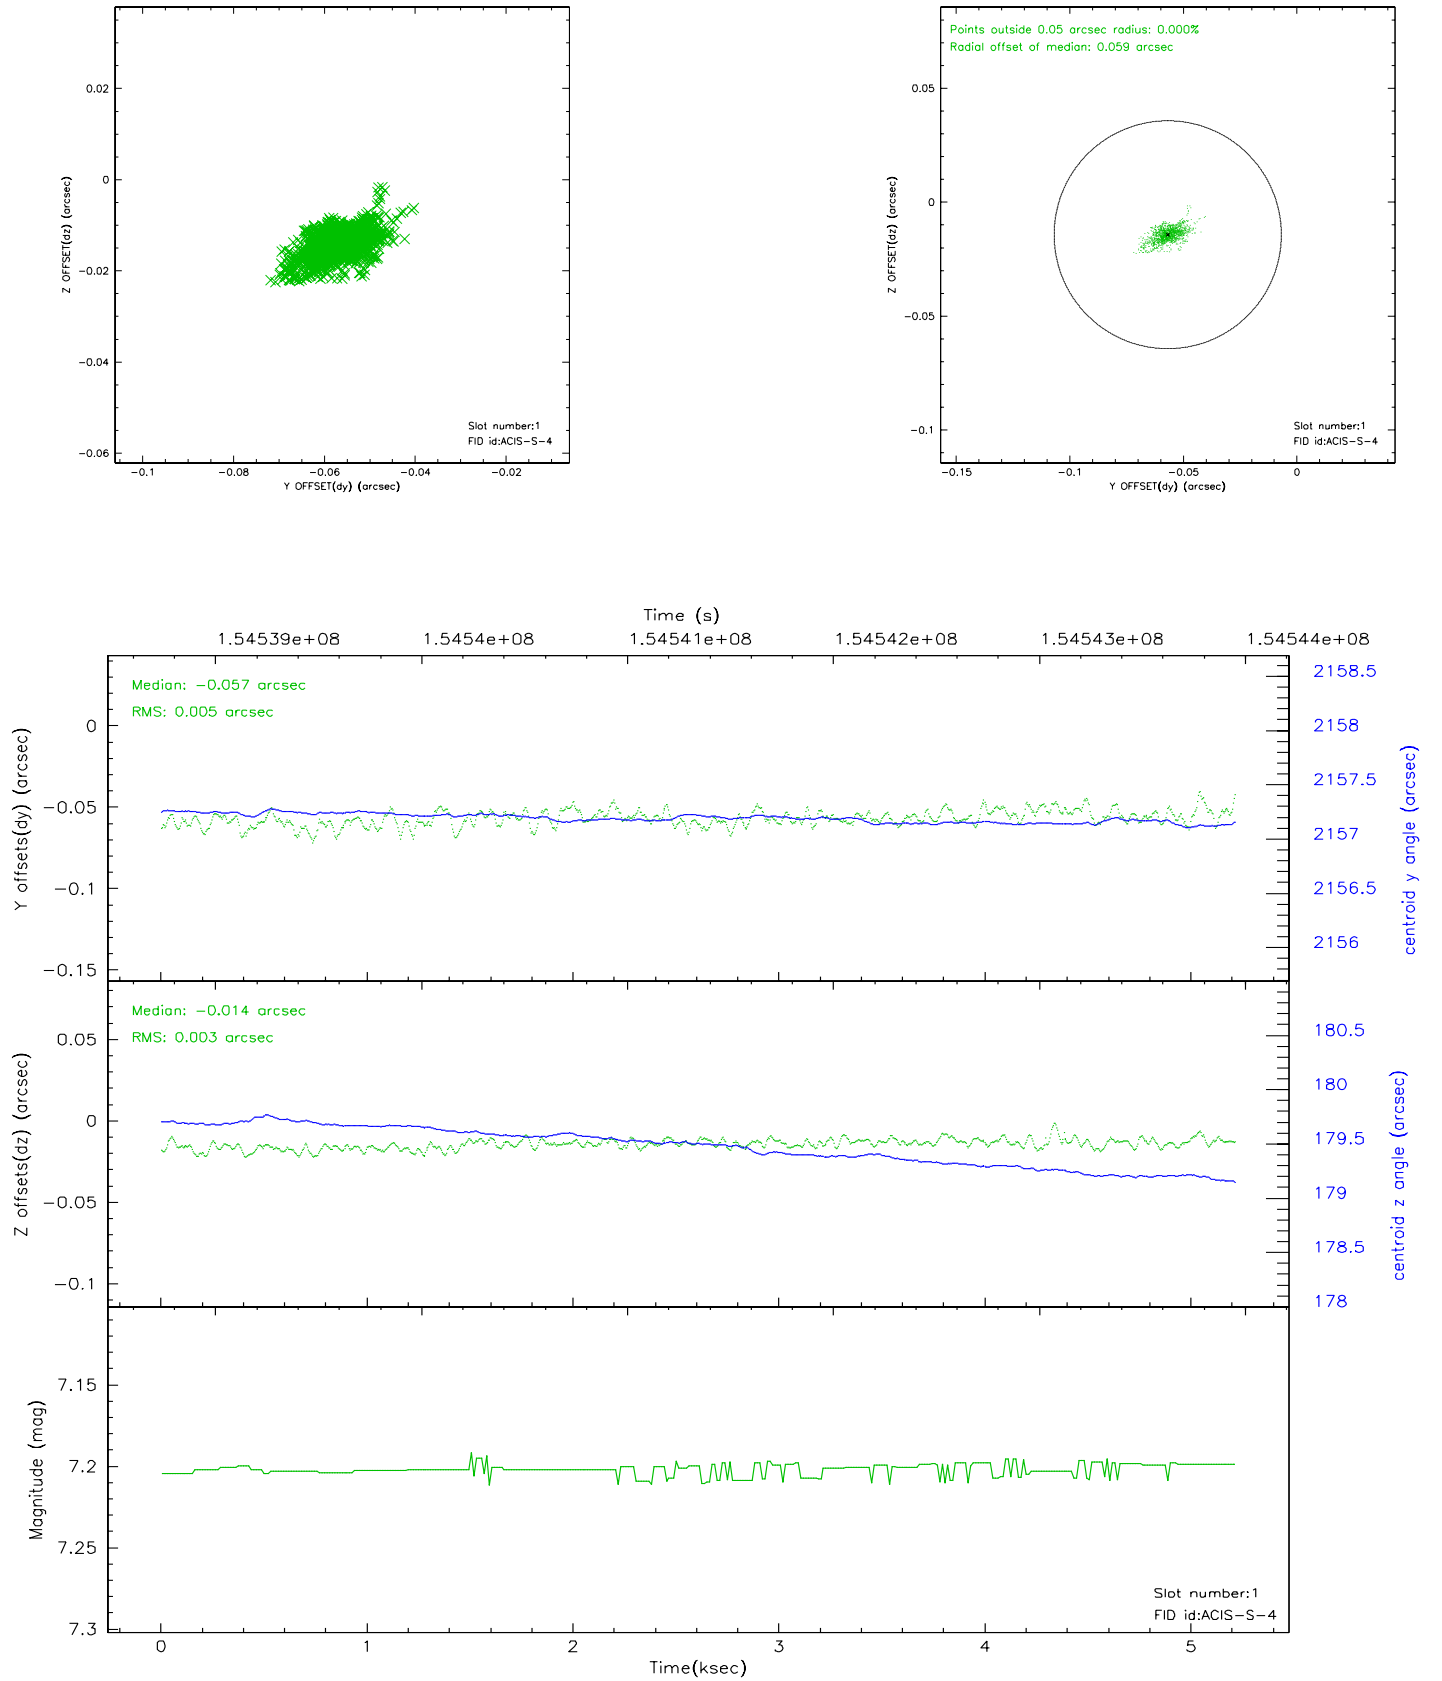 0.02
0
-0.02
-0.04
-0.06
-0.1
-0.08
-0.06
-0.04
-0.02
Z OFFSET(dz) (arcsec)
Y OFFSET(dy) (arcsec)
Slot number:1
FID id:ACIS-S-4
Points outside 0.05 arcsec radius: 0.000%
Radial offset of median: 0.059 arcsec
0.05
0
-0.05
-0.1
-0.15
-0.1
-0.05
0
Z OFFSET(dz) (arcsec)
Y OFFSET(dy) (arcsec)
Slot number:1
FID id:ACIS-S-4
Time (s)
1.54539e+08
1.5454e+08
1.54541e+08
1.54542e+08
1.54543e+08
1.54544e+08
Median: -0.057 arcsec
RMS: 0.005 arcsec
0
-0.05
-0.1
-0.15
Y offsets(dy) (arcsec)
2158.5
2158
2157.5
2157
2156.5
2156
centroid y angle (arcsec)
Median: -0.014 arcsec
RMS: 0.003 arcsec
0.05
0
-0.05
-0.1
Z offsets(dz) (arcsec)
180.5
180
179.5
179
178.5
178
centroid z angle (arcsec)
7.15
7.2
7.25
7.3
Magnitude (mag)
Slot number:1
FID id:ACIS-S-4
0
1
2
3
4
5
Time(ksec)